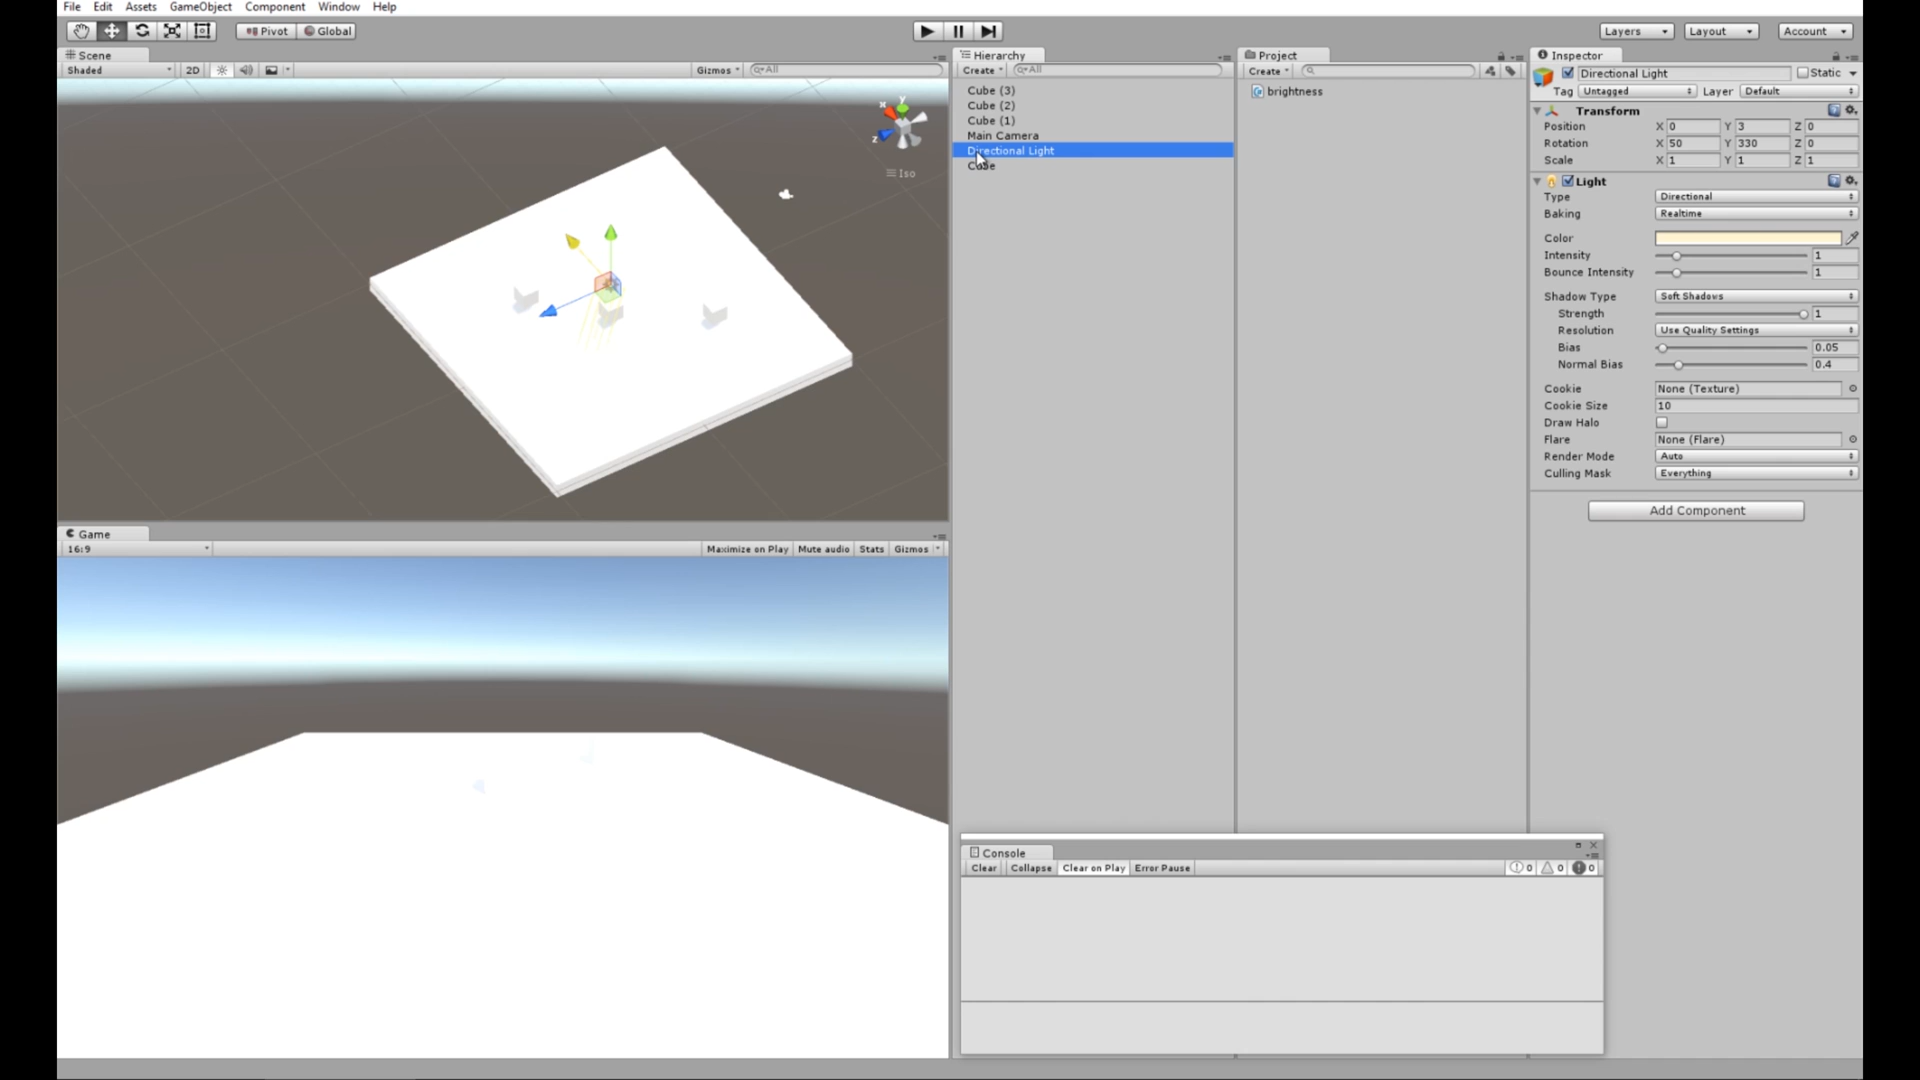 File Edit Assets GameObject Component Window Help
Pivot Global Layers Layout Account
Scene
Shaded 2D Gizmos All
y
x
z
Iso
Game
16:9 Maximize on Play Mute audio Stats Gizmos
Hierarchy
Create All
Cube (3)
Cube (2)
Cube (1)
Main Camera
Directional Light
Cube
Project
Create
brightness
Console
Clear Collapse Clear on Play Error Pause 0 0 0
Inspector
Directional Light Static
Tag Untagged Layer Default
Transform
Position X 0 Y 3 Z 0
Rotation X 50 Y 330 Z 0
Scale X 1 Y 1 Z 1
Light
Type Directional
Baking Realtime
Color
Intensity 1
Bounce Intensity 1
Shadow Type Soft Shadows
Strength 1
Resolution Use Quality Settings
Bias 0.05
Normal Bias 0.4
Cookie None (Texture)
Cookie Size 10
Draw Halo
Flare None (Flare)
Render Mode Auto
Culling Mask Everything
Add Component